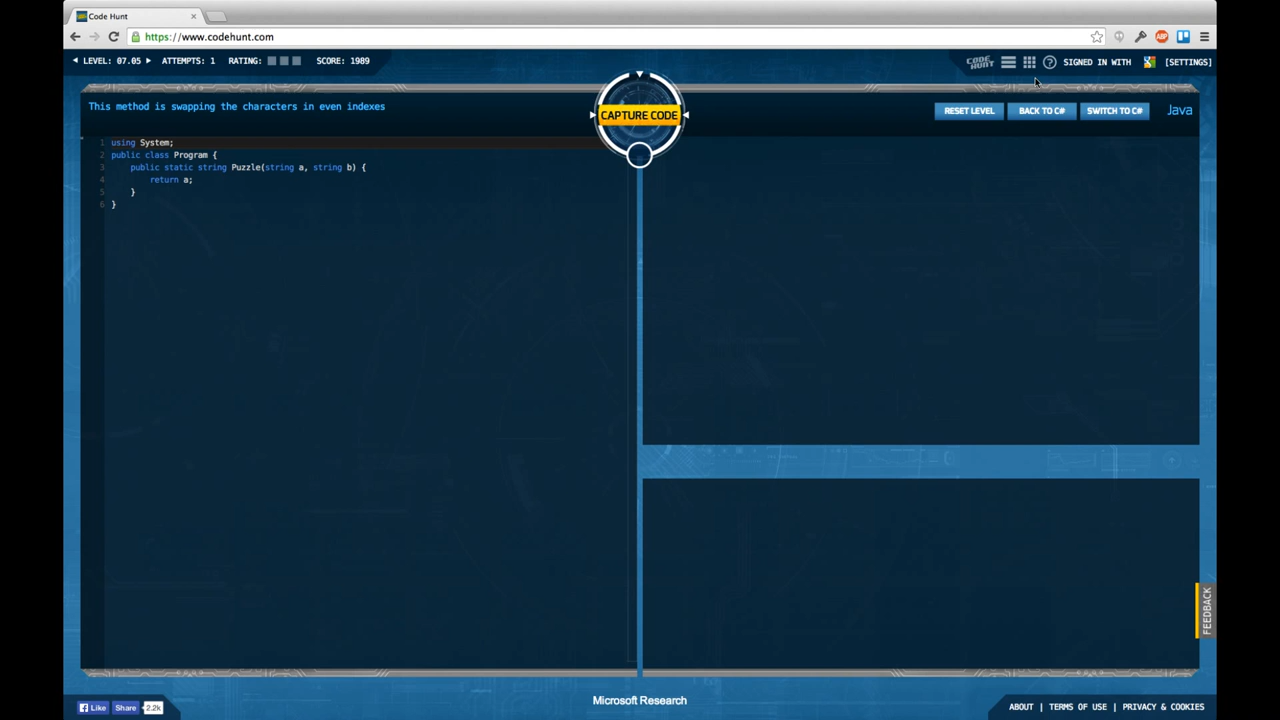 Code Hunt
https://www.codehunt.com
LEVEL: 07.05 ATTEMPTS: 1 RATING: SCORE: 1989
CODE HUNT SIGNED IN WITH [SETTINGS]
This method is swapping the characters in even indexes
CAPTURE CODE
RESET LEVEL BACK TO C# SWITCH TO C# Java
1 using System;
2 public class Program {
3 public static string Puzzle(string a, string b) {
4 return a;
5 }
6 }
FEEDBACK
Like Share 2.2k
Microsoft Research
ABOUT | TERMS OF USE | PRIVACY & COOKIES